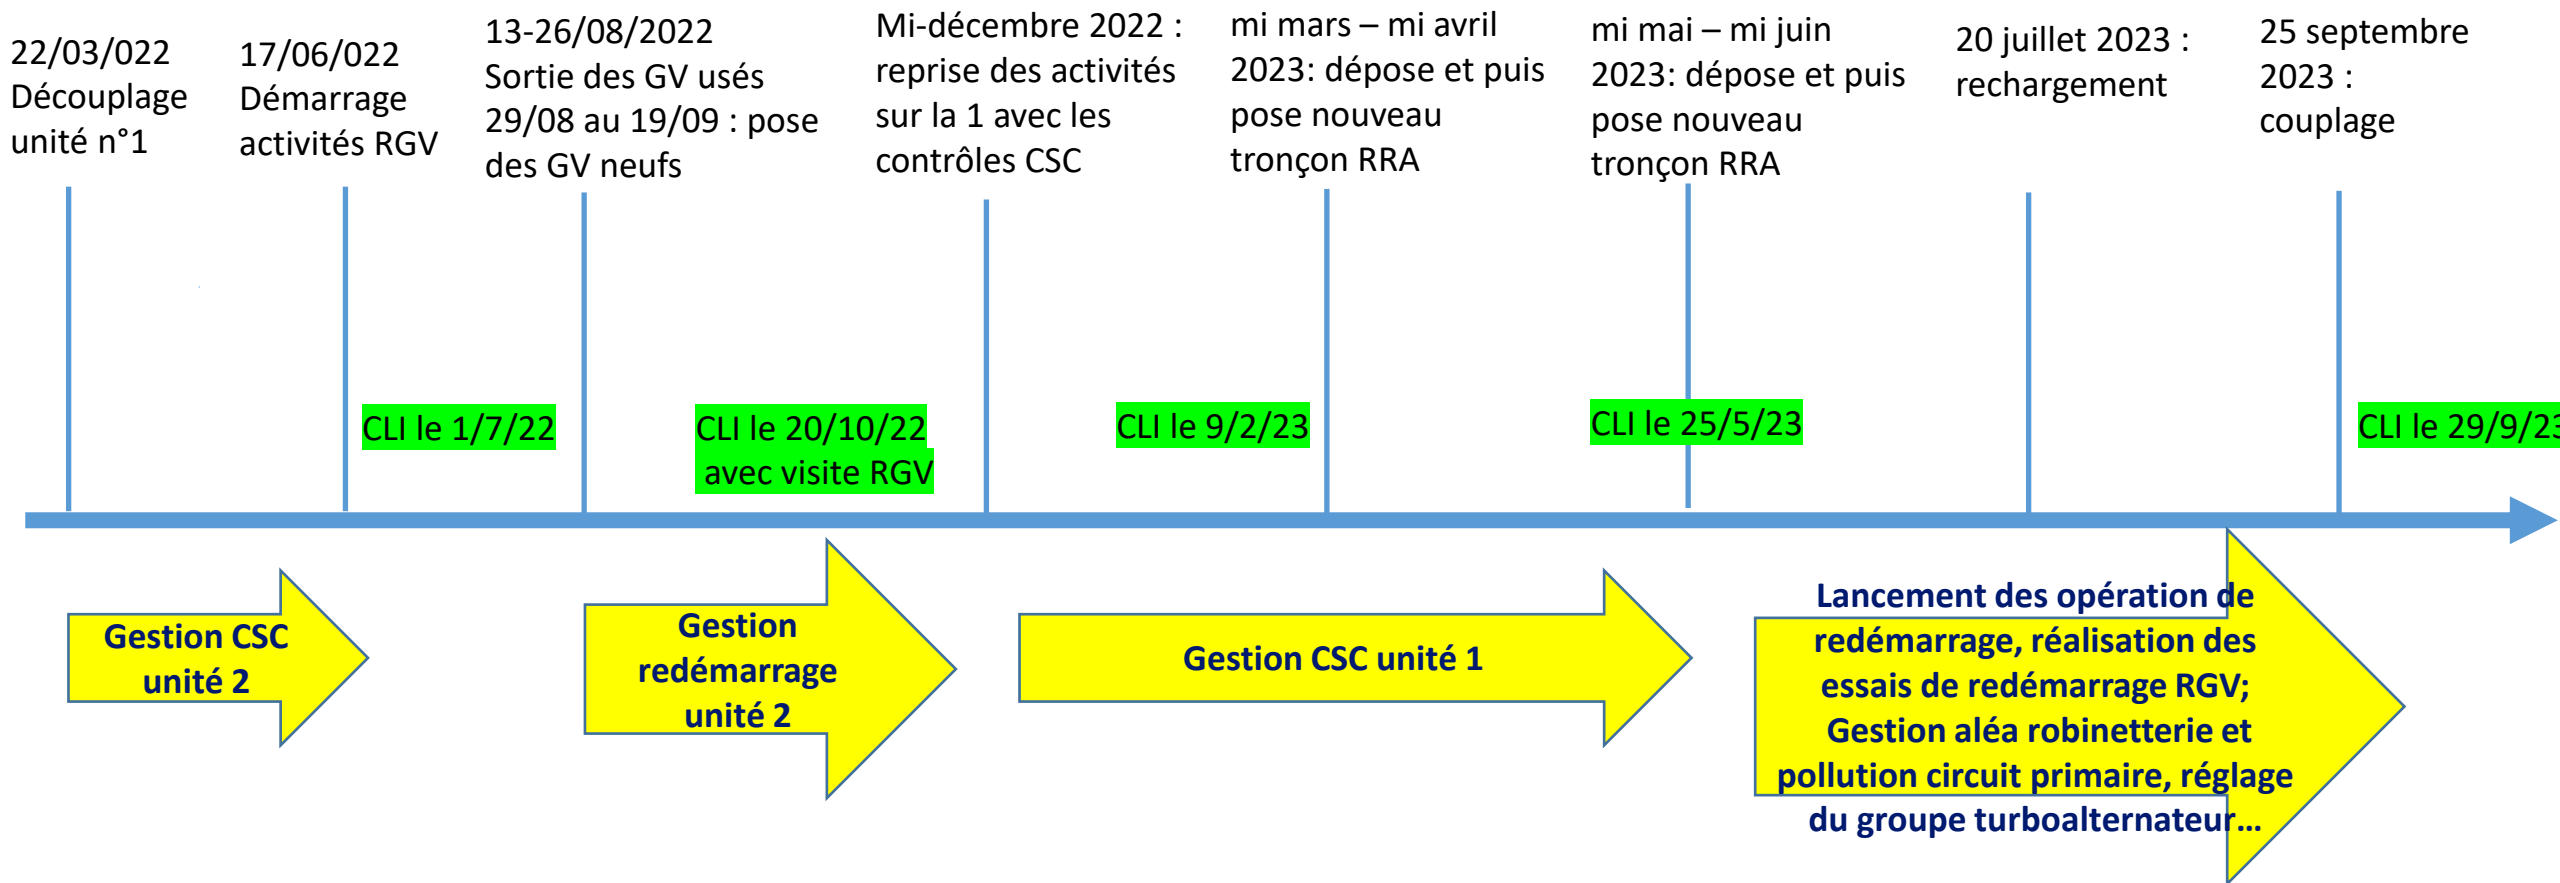 22/03/022
Découplage
unité n°1
17/06/022
Démarrage
activités RGV
13-26/08/2022
Sortie des GV usés
29/08 au 19/09 : pose
des GV neufs
Mi-décembre 2022 :
reprise des activités
sur la 1 avec les
contrôles CSC
mi mars – mi avril
2023: dépose et puis
pose nouveau
tronçon RRA
mi mai – mi juin
2023: dépose et puis
pose nouveau
tronçon RRA
20 juillet 2023 :
rechargement
25 septembre
2023 :
couplage
CLI le 1/7/22
CLI le 20/10/22
avec visite RGV
CLI le 9/2/23
CLI le 25/5/23
CLI le 29/9/23
Gestion CSC
unité 2
Gestion
redémarrage
unité 2
Gestion CSC unité 1
Lancement des opération de
redémarrage, réalisation des
essais de redémarrage RGV;
Gestion aléa robinetterie et
pollution circuit primaire, réglage
du groupe turboalternateur…